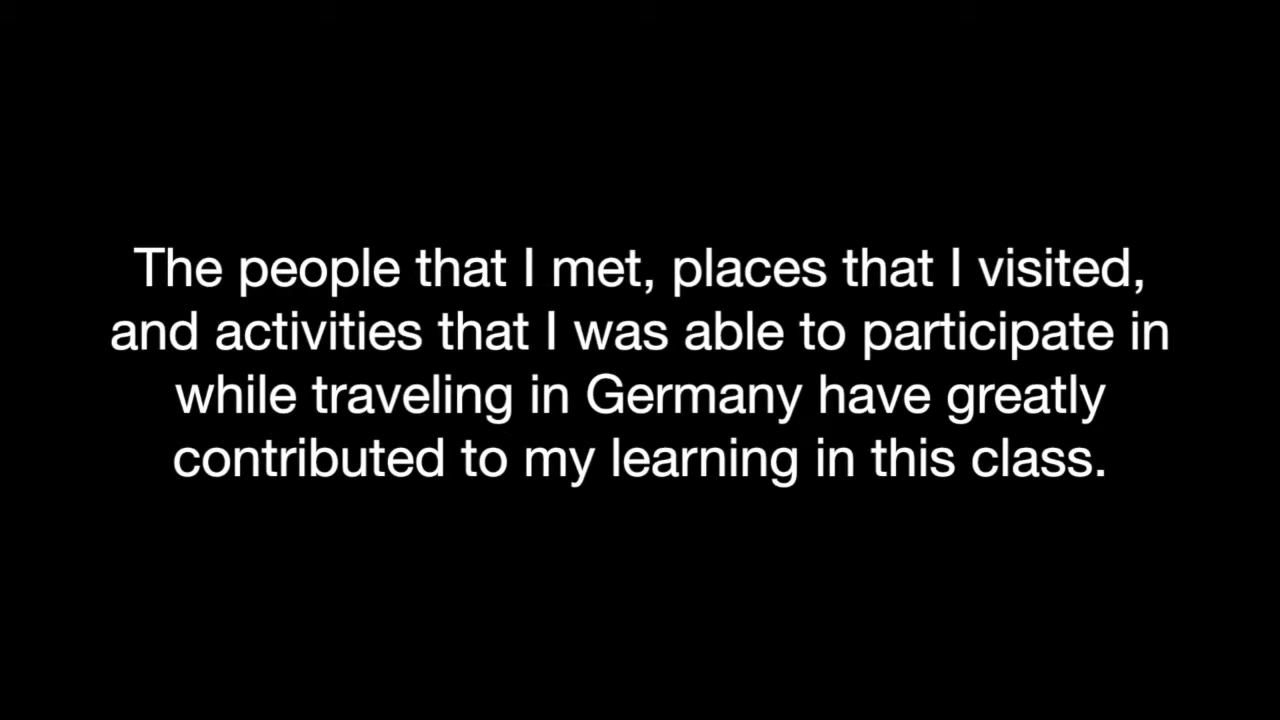 The people that I met, places that I visited,
and activities that I was able to participate in
while traveling in Germany have greatly
contributed to my learning in this class.